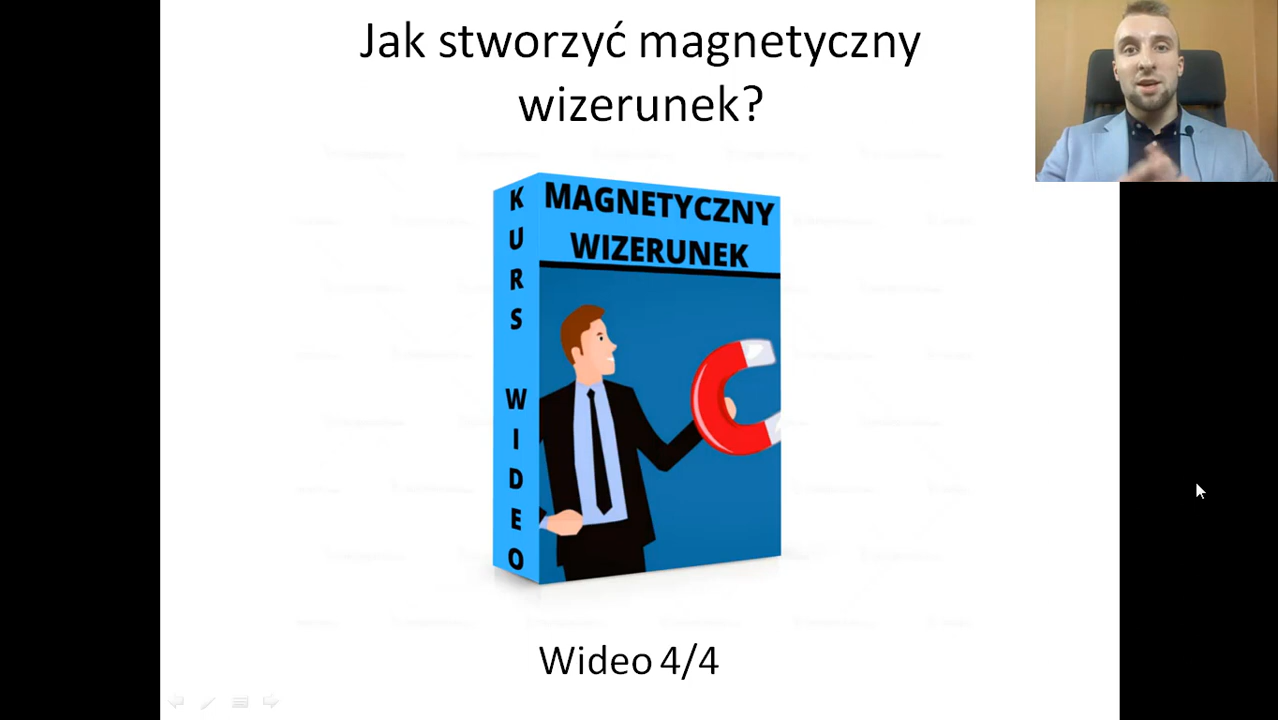 Jak stworzyć magnetyczny
wizerunek?
KURS WIDEO
MAGNETYCZNY
WIZERUNEK
Wideo 4/4